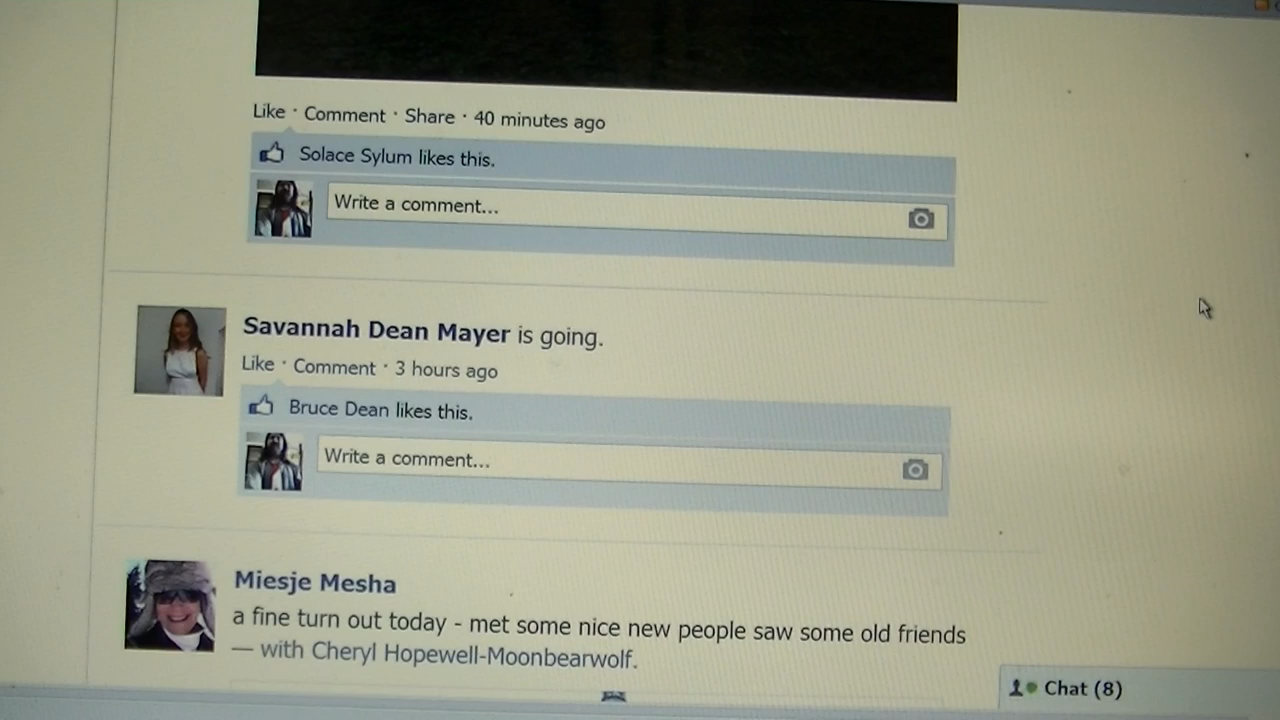 Like · Comment · Share · 40 minutes ago
Solace Sylum likes this.
Write a comment...
Savannah Dean Mayer is going.
Like · Comment · 3 hours ago
Bruce Dean likes this.
Write a comment...
Miesje Mesha
a fine turn out today - met some nice new people saw some old friends
— with Cheryl Hopewell-Moonbearwolf.
Chat (8)